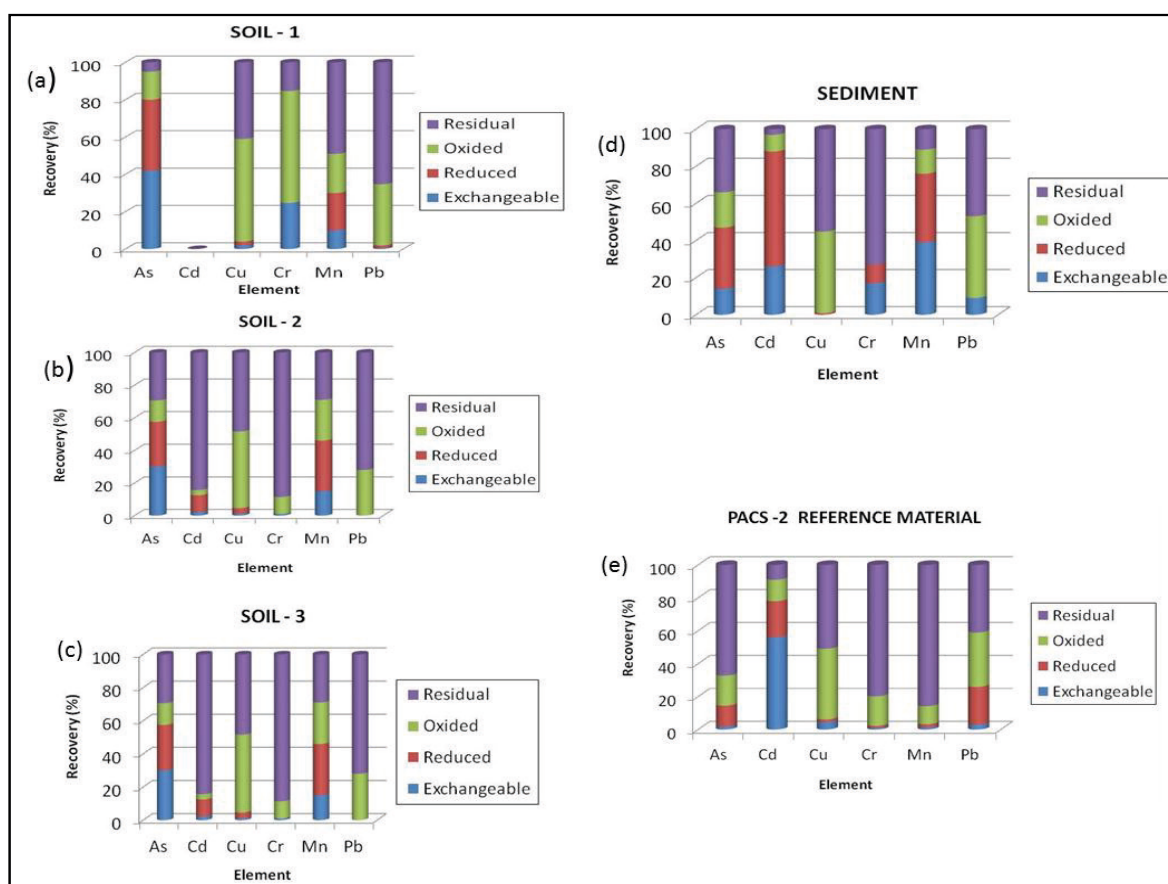 SOIL - 1
(a)
Recovery (%)
100
80
60
40
20
0
As Cd Cu Cr Mn Pb
Element
Residual
Oxided
Reduced
Exchangeable
SOIL - 2
(b)
Recovery (%)
100
80
60
40
20
0
As Cd Cu Cr Mn Pb
Element
Residual
Oxided
Reduced
Exchangeable
SOIL - 3
(c)
Recovery (%)
100
80
60
40
20
0
As Cd Cu Cr Mn Pb
Element
Residual
Oxided
Reduced
Exchangeable
SEDIMENT
(d)
Recovery (%)
100
80
60
40
20
0
As Cd Cu Cr Mn Pb
Element
Residual
Oxided
Reduced
Exchangeable
PACS -2 REFERENCE MATERIAL
(e)
Recovery (%)
100
80
60
40
20
0
As Cd Cu Cr Mn Pb
Element
Residual
Oxided
Reduced
Exchangeable